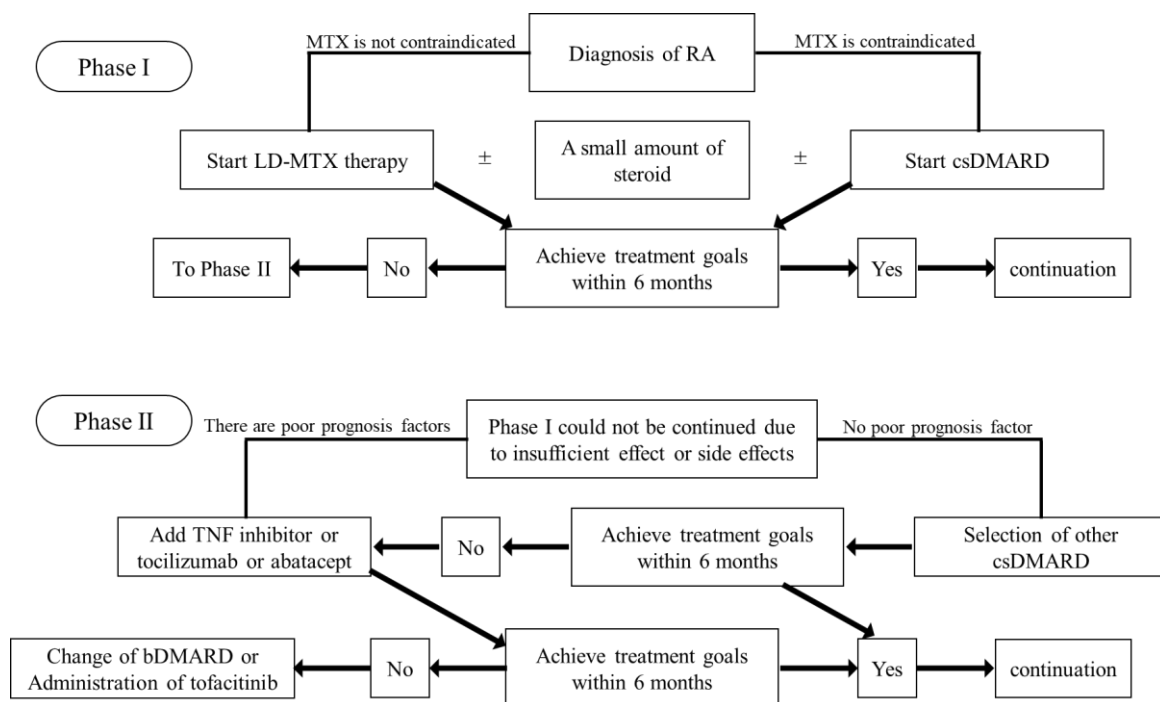 MTX is not contraindicated
MTX is contraindicated
Phase I
Diagnosis of RA
Start LD-MTX therapy
±
A small amount of
steroid
±
Start csDMARD
To Phase II
No
Achieve treatment goals
within 6 months
Yes
continuation
Phase II
There are poor prognosis factors
Phase I could not be continued due
to insufficient effect or side effects
No poor prognosis factor
Add TNF inhibitor or
tocilizumab or abatacept
No
Achieve treatment goals
within 6 months
Selection of other
csDMARD
Change of bDMARD or
Administration of tofacitinib
No
Achieve treatment goals
within 6 months
Yes
continuation